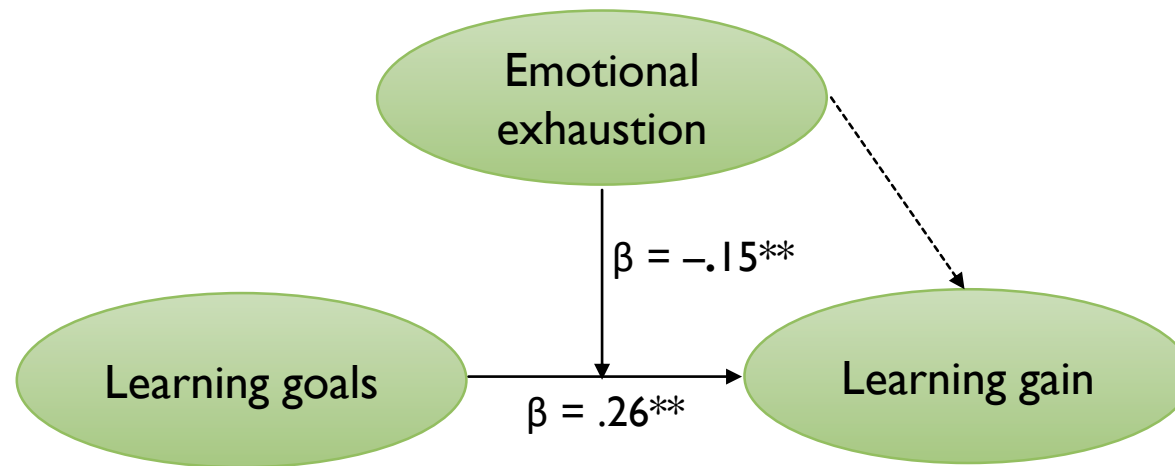 Emotional
exhaustion
β = –.15**
Learning goals
β = .26**
Learning gain